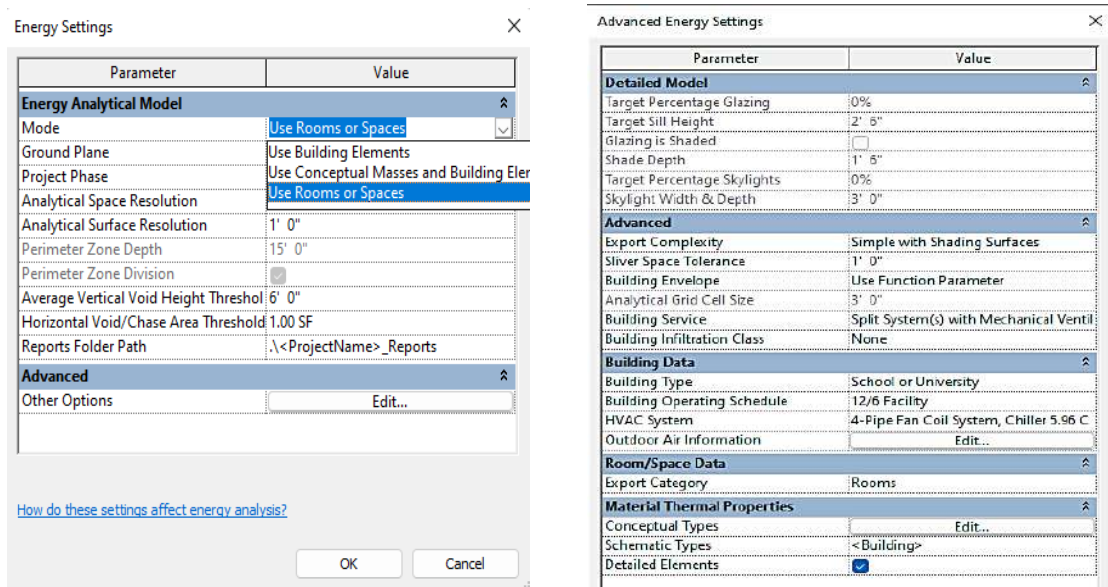 Energy Settings
Parameter Value
Energy Analytical Model
Mode Use Rooms or Spaces
Ground Plane Use Building Elements
Project Phase Use Conceptual Masses and Building Eler
Analytical Space Resolution Use Rooms or Spaces
Analytical Surface Resolution 1' 0"
Perimeter Zone Depth 15' 0"
Perimeter Zone Division
Average Vertical Void Height Threshol 6' 0"
Horizontal Void/Chase Area Threshold 1.00 SF
Reports Folder Path .\<ProjectName>_Reports
Advanced
Other Options Edit...
How do these settings affect energy analysis?
OK Cancel
Advanced Energy Settings
Parameter Value
Detailed Model
Target Percentage Glazing 0%
Target Sill Height 2' 6"
Glazing is Shaded
Shade Depth 1' 6"
Target Percentage Skylights 0%
Skylight Width & Depth 3' 0"
Advanced
Export Complexity Simple with Shading Surfaces
Sliver Space Tolerance 1' 0"
Building Envelope Use Function Parameter
Analytical Grid Cell Size 3' 0"
Building Service Split System(s) with Mechanical Ventil
Building Infiltration Class None
Building Data
Building Type School or University
Building Operating Schedule 12/6 Facility
HVAC System 4-Pipe Fan Coil System, Chiller 5.96 C
Outdoor Air Information Edit...
Room/Space Data
Export Category Rooms
Material Thermal Properties
Conceptual Types Edit...
Schematic Types <Building>
Detailed Elements